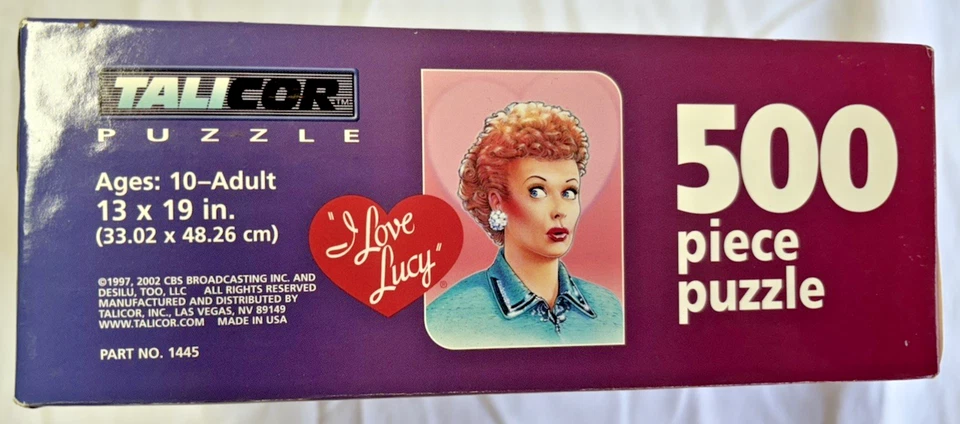 TALICOR™
PUZZLE
Ages: 10–Adult
13 x 19 in.
(33.02 x 48.26 cm)
©1997, 2002 CBS BROADCASTING INC. AND
DESILU, TOO, LLC ALL RIGHTS RESERVED
MANUFACTURED AND DISTRIBUTED BY
TALICOR, INC., LAS VEGAS, NV 89149
WWW.TALICOR.COM MADE IN USA
PART NO. 1445
"I Love
Lucy"®
500
piece
puzzle